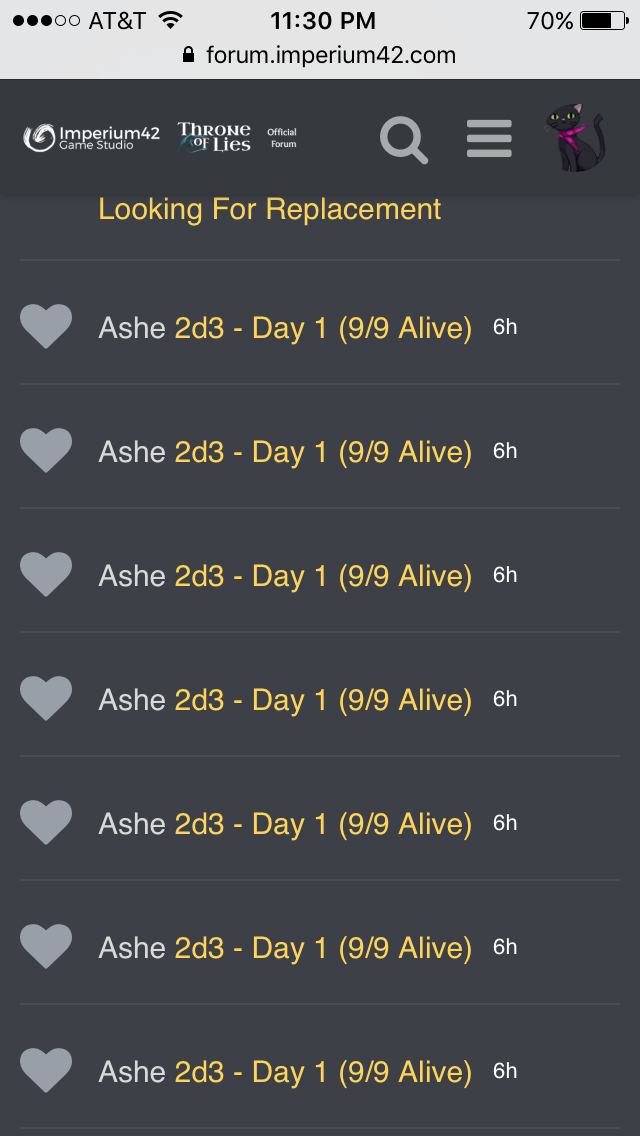 AT&T 11:30 PM 70%
forum.imperium42.com
Imperium42
Game Studio
THRONE
OF LIES
Official
Forum
Looking For Replacement
Ashe 2d3 - Day 1 (9/9 Alive) 6h
Ashe 2d3 - Day 1 (9/9 Alive) 6h
Ashe 2d3 - Day 1 (9/9 Alive) 6h
Ashe 2d3 - Day 1 (9/9 Alive) 6h
Ashe 2d3 - Day 1 (9/9 Alive) 6h
Ashe 2d3 - Day 1 (9/9 Alive) 6h
Ashe 2d3 - Day 1 (9/9 Alive) 6h